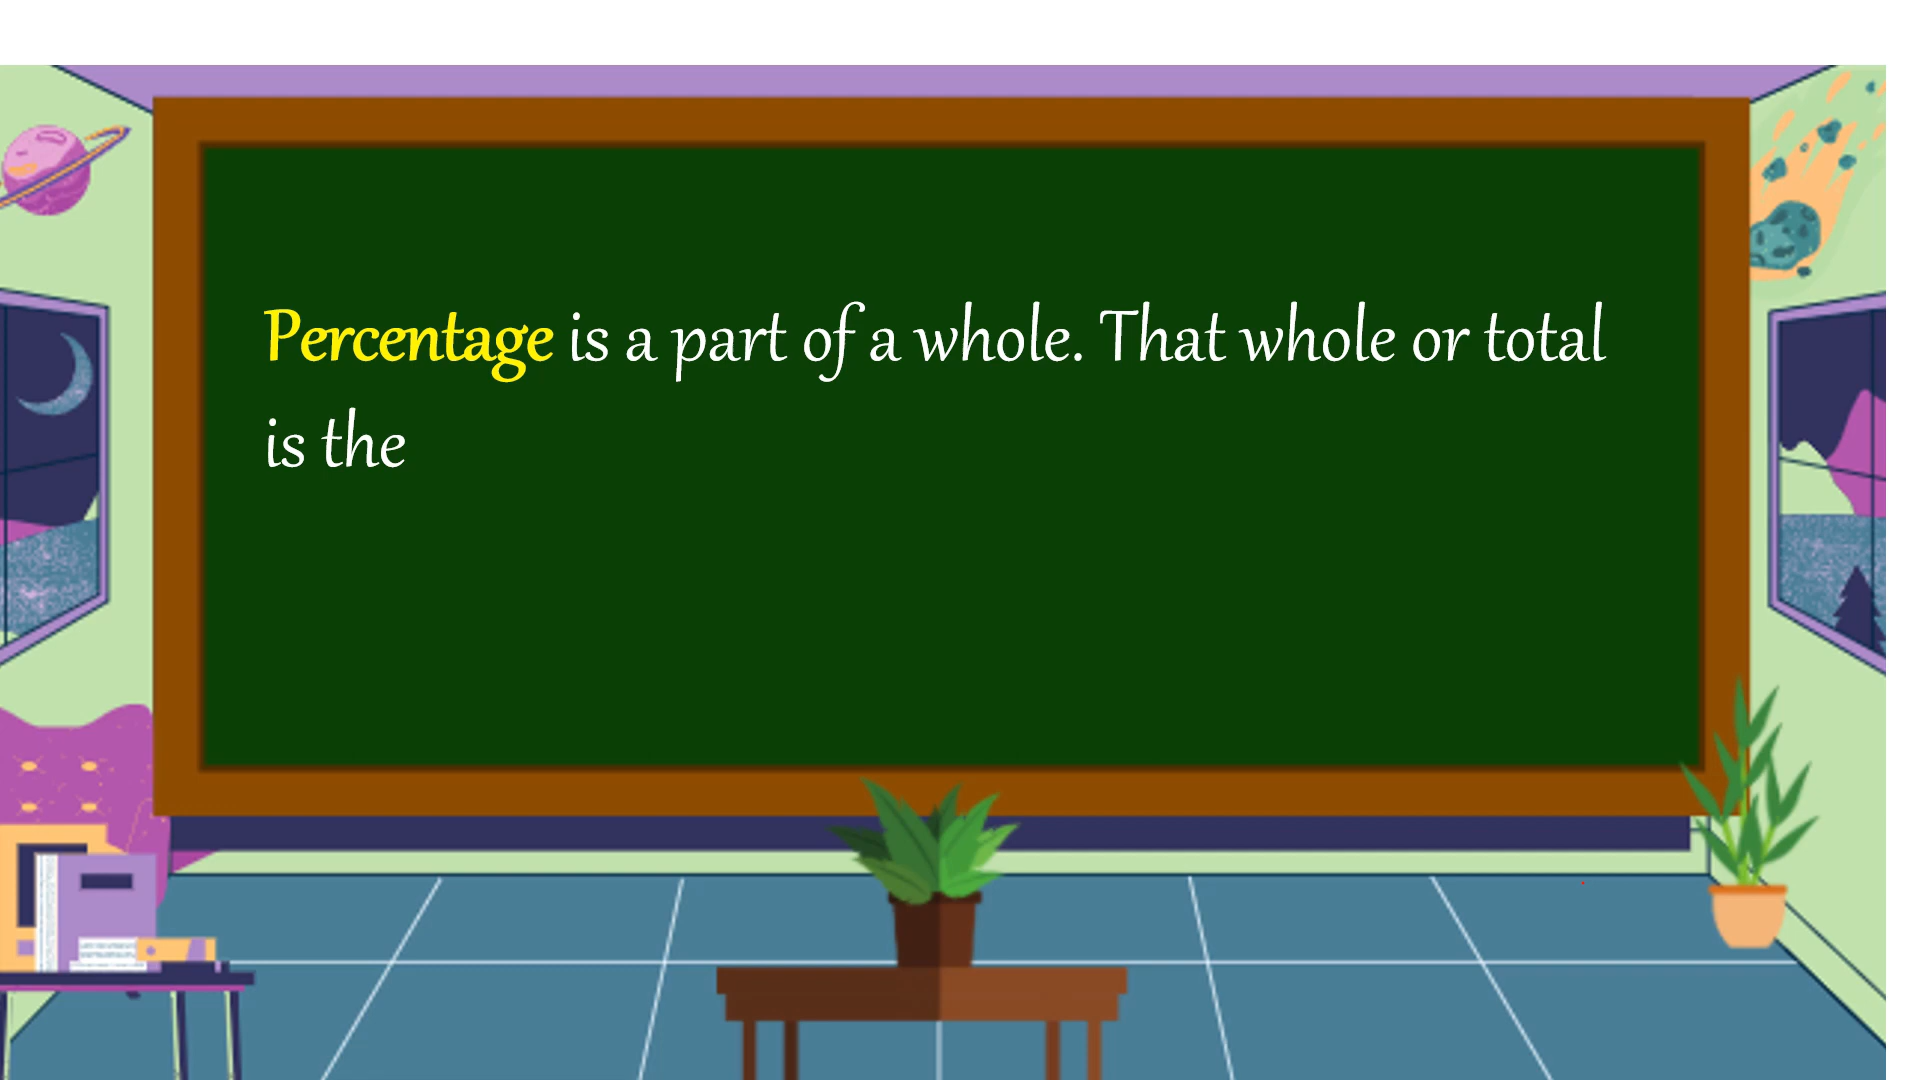 Percentage is a part of a whole. That whole or total
is the